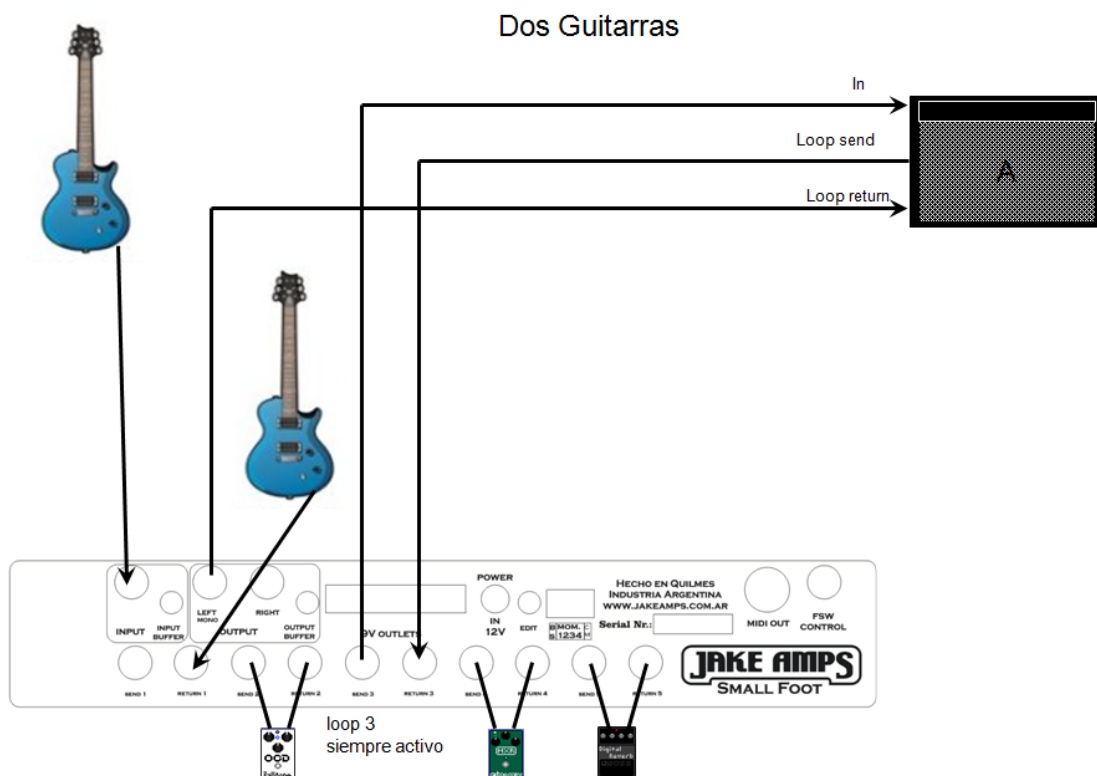 Dos Guitarras
In
Loop send
Loop return
A
POWER
IN
12V
LEFT
MONO
RIGHT
INPUT
INPUT
BUFFER
OUTPUT
OUTPUT
BUFFER
9V OUTLETS
EDIT
B MOM. C
S 1234 M
HECHO EN QUILMES
INDUSTRIA ARGENTINA
WWW.JAKEAMPS.COM.AR
Serial Nr.:
MIDI OUT
FSW
CONTROL
SEND 1
RETURN 1
SEND 2
RETURN 2
SEND 3
RETURN 3
SEND
RETURN 4
SEND
RETURN 5
JAKE AMPS
SMALL FOOT
loop 3
siempre activo
OCD
Fulltone
MXR
Digital
Reverb